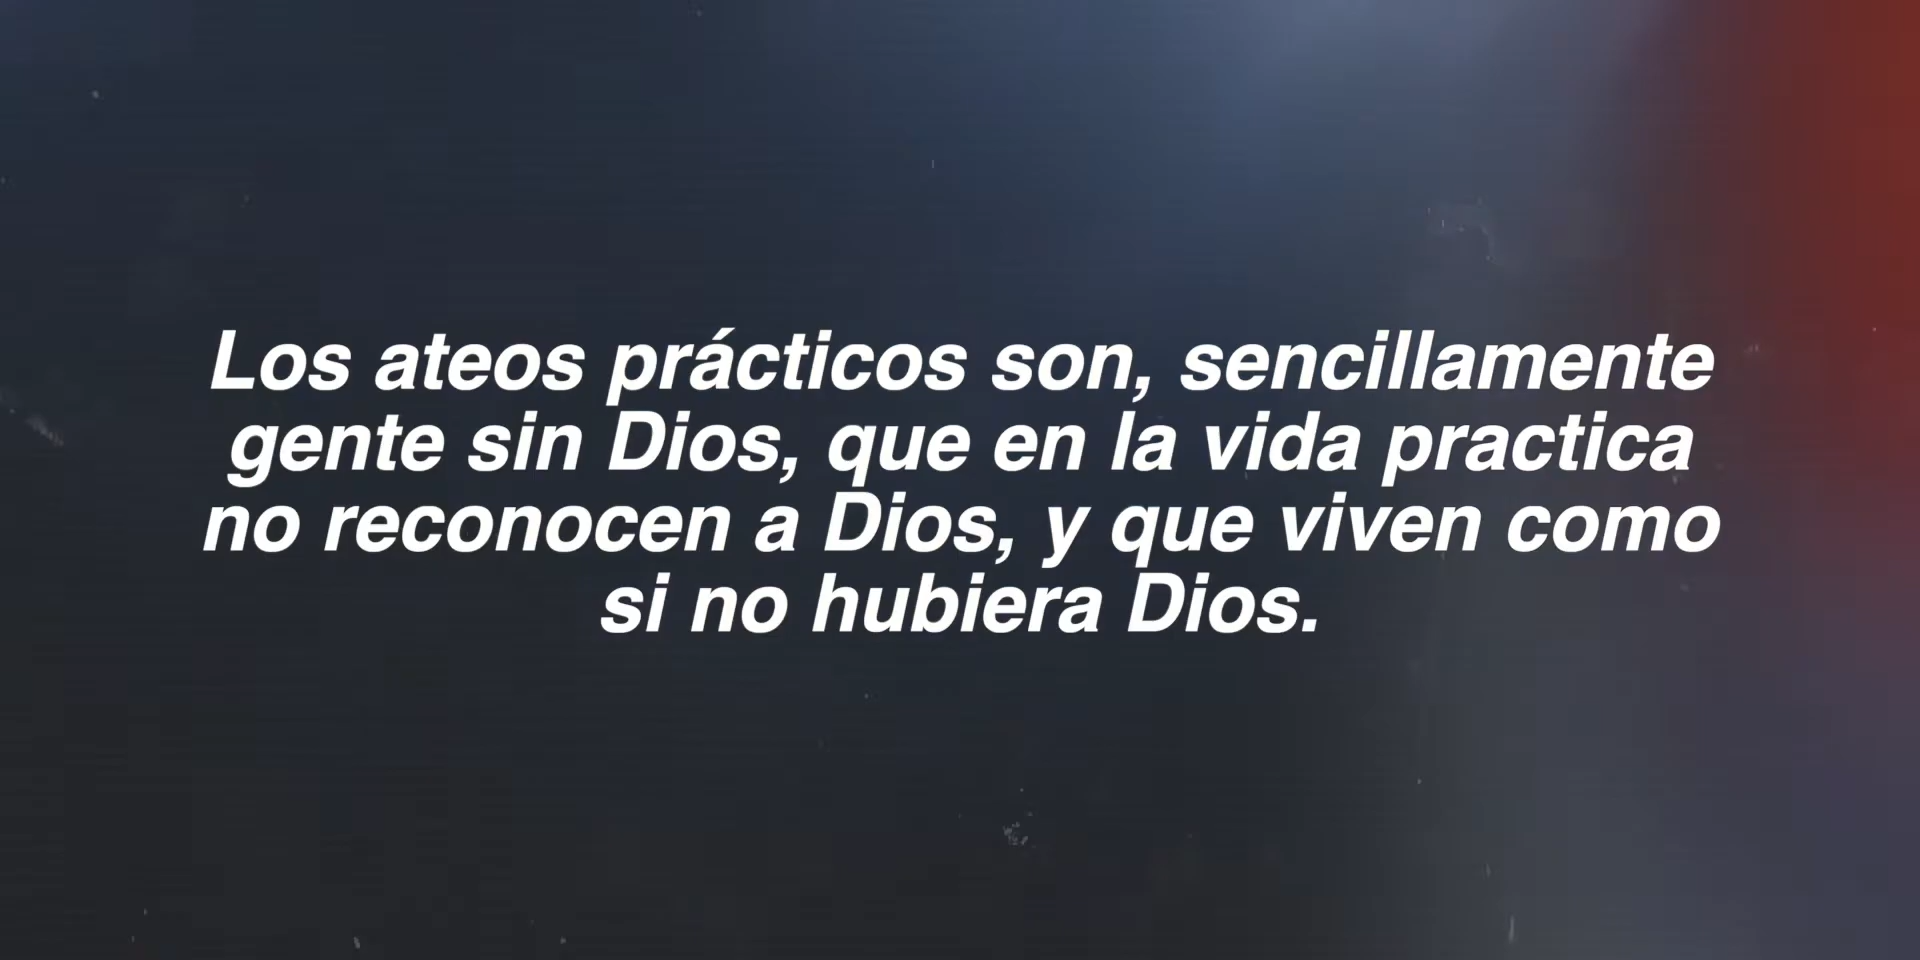 Los ateos prácticos son, sencillamente
gente sin Dios, que en la vida practica
no reconocen a Dios, y que viven como
si no hubiera Dios.